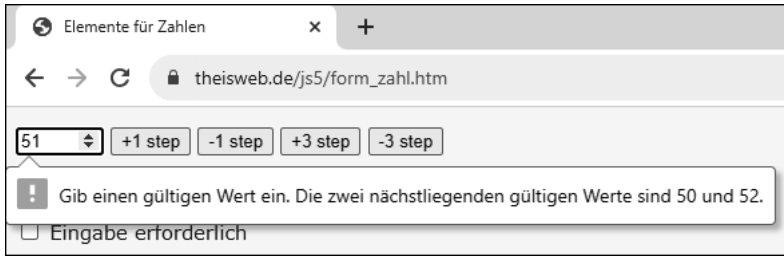 Elemente für Zahlen
theisweb.de/js5/form_zahl.htm
51 +1 step -1 step +3 step -3 step
Gib einen gültigen Wert ein. Die zwei nächstliegenden gültigen Werte sind 50 und 52.
Eingabe erforderlich